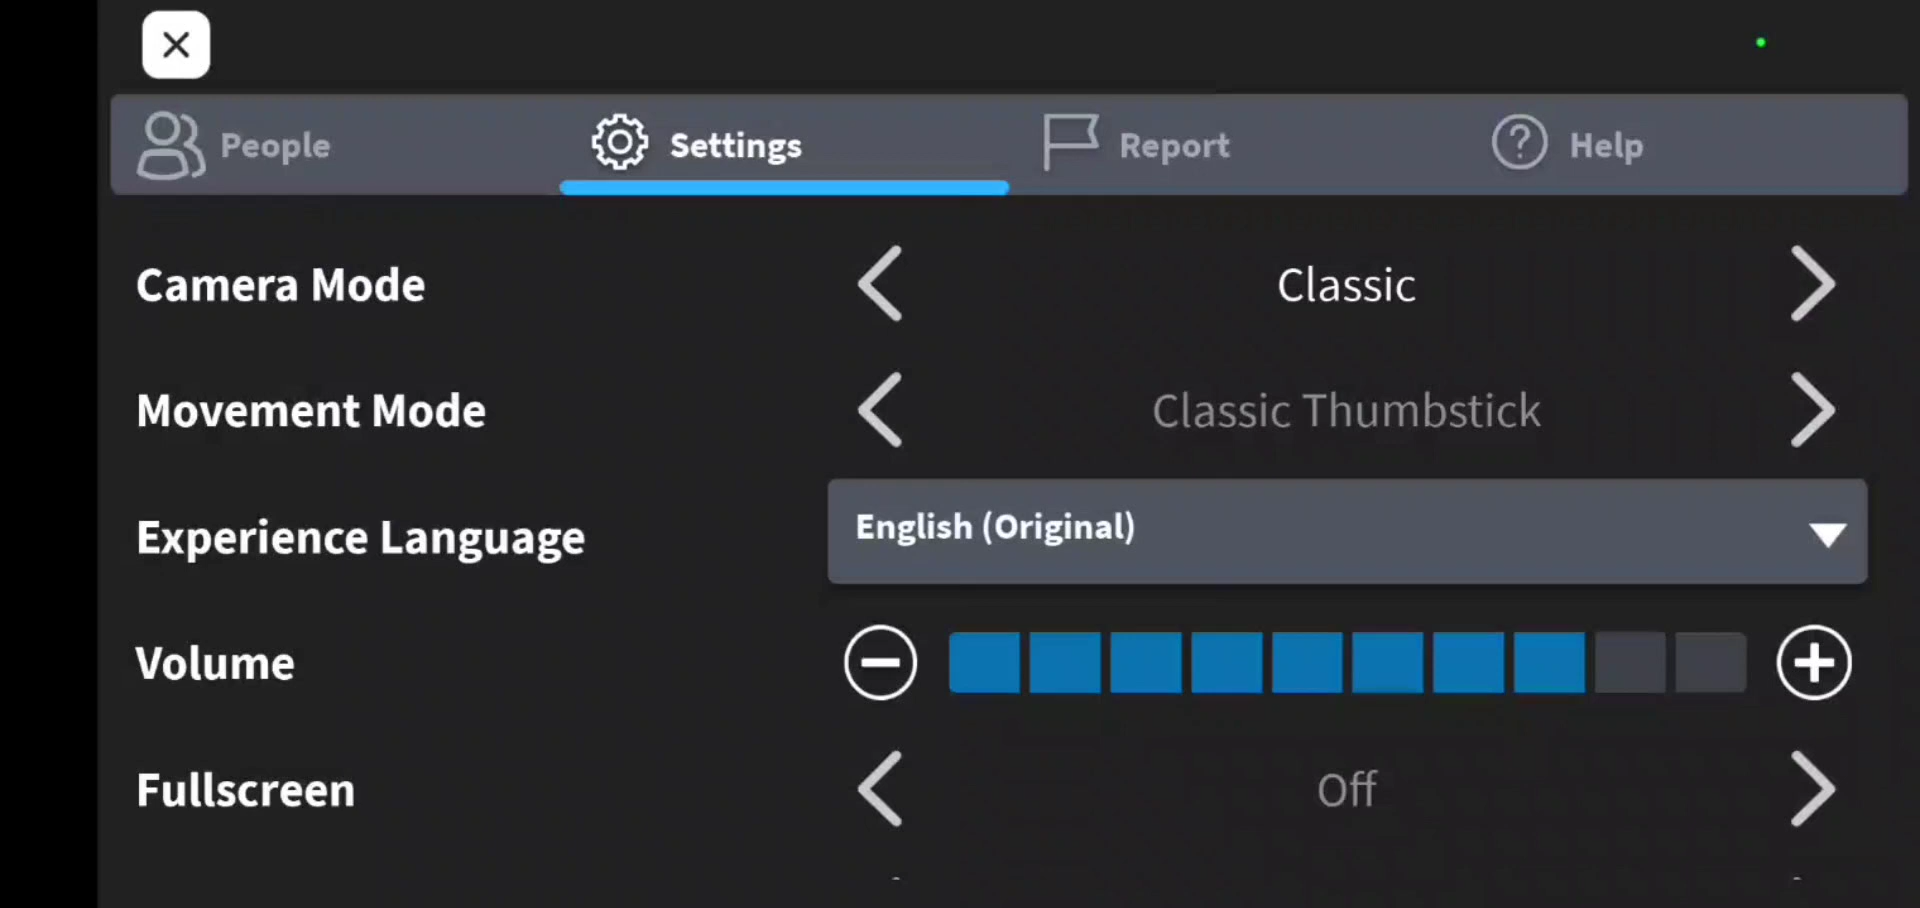 People
Settings
Report
Help
Camera Mode
Classic
Movement Mode
Classic Thumbstick
Experience Language
English (Original)
Volume
Fullscreen
Off